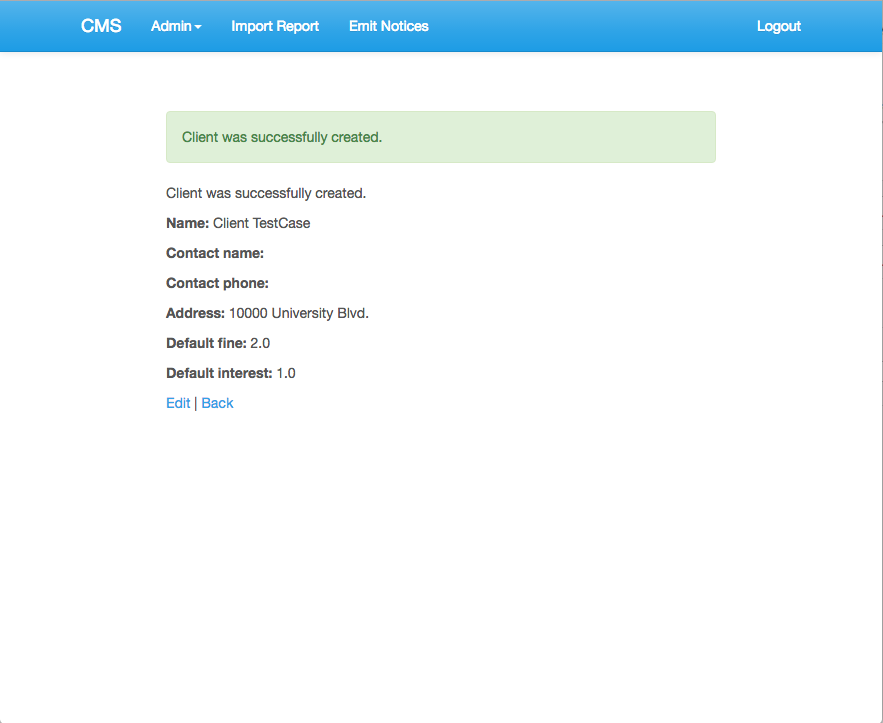 CMS Admin Import Report Emit Notices Logout
Client was successfully created.
Client was successfully created.
Name: Client TestCase
Contact name:
Contact phone:
Address: 10000 University Blvd.
Default fine: 2.0
Default interest: 1.0
Edit | Back